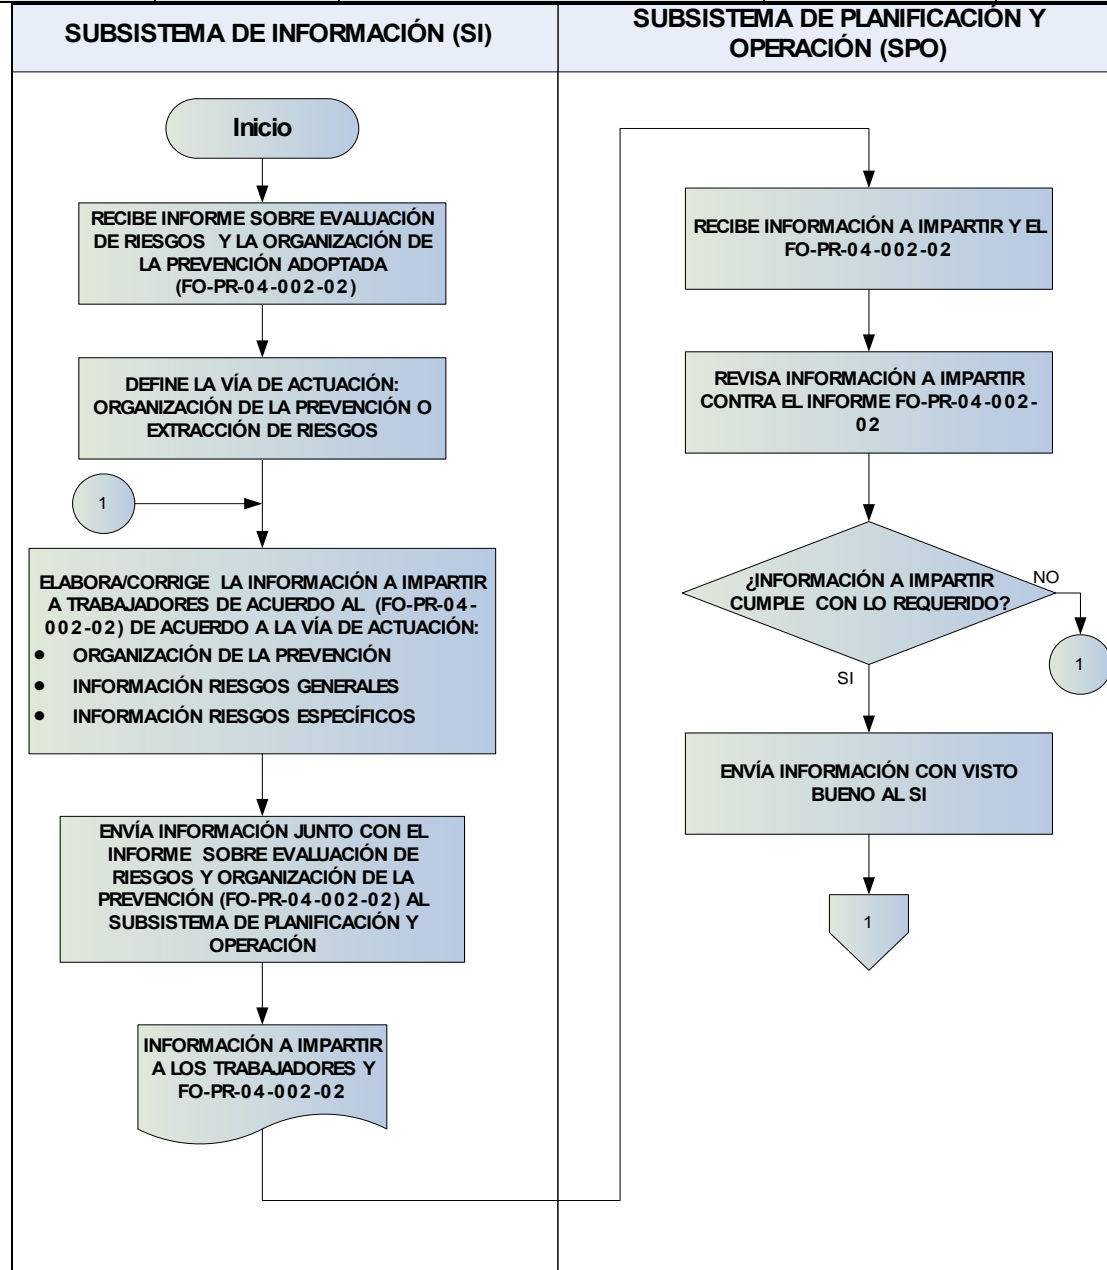 SUBSISTEMA DE INFORMACIÓN (SI)
SUBSISTEMA DE PLANIFICACIÓN Y
OPERACIÓN (SPO)
Inicio
RECIBE INFORME SOBRE EVALUACIÓN
DE RIESGOS Y LA ORGANIZACIÓN DE
LA PREVENCIÓN ADOPTADA
(FO-PR-04-002-02)
DEFINE LA VÍA DE ACTUACIÓN:
ORGANIZACIÓN DE LA PREVENCIÓN O
EXTRACCIÓN DE RIESGOS
1
ELABORA/CORRIGE LA INFORMACIÓN A IMPARTIR
A TRABAJADORES DE ACUERDO AL (FO-PR-04-
002-02) DE ACUERDO A LA VÍA DE ACTUACIÓN:
• ORGANIZACIÓN DE LA PREVENCIÓN
• INFORMACIÓN RIESGOS GENERALES
• INFORMACIÓN RIESGOS ESPECÍFICOS
ENVÍA INFORMACIÓN JUNTO CON EL
INFORME SOBRE EVALUACIÓN DE
RIESGOS Y ORGANIZACIÓN DE LA
PREVENCIÓN (FO-PR-04-002-02) AL
SUBSISTEMA DE PLANIFICACIÓN Y
OPERACIÓN
INFORMACIÓN A IMPARTIR
A LOS TRABAJADORES Y
FO-PR-04-002-02
RECIBE INFORMACIÓN A IMPARTIR Y EL
FO-PR-04-002-02
REVISA INFORMACIÓN A IMPARTIR
CONTRA EL INFORME FO-PR-04-002-
02
¿INFORMACIÓN A IMPARTIR
CUMPLE CON LO REQUERIDO?
NO
1
SI
ENVÍA INFORMACIÓN CON VISTO
BUENO AL SI
1